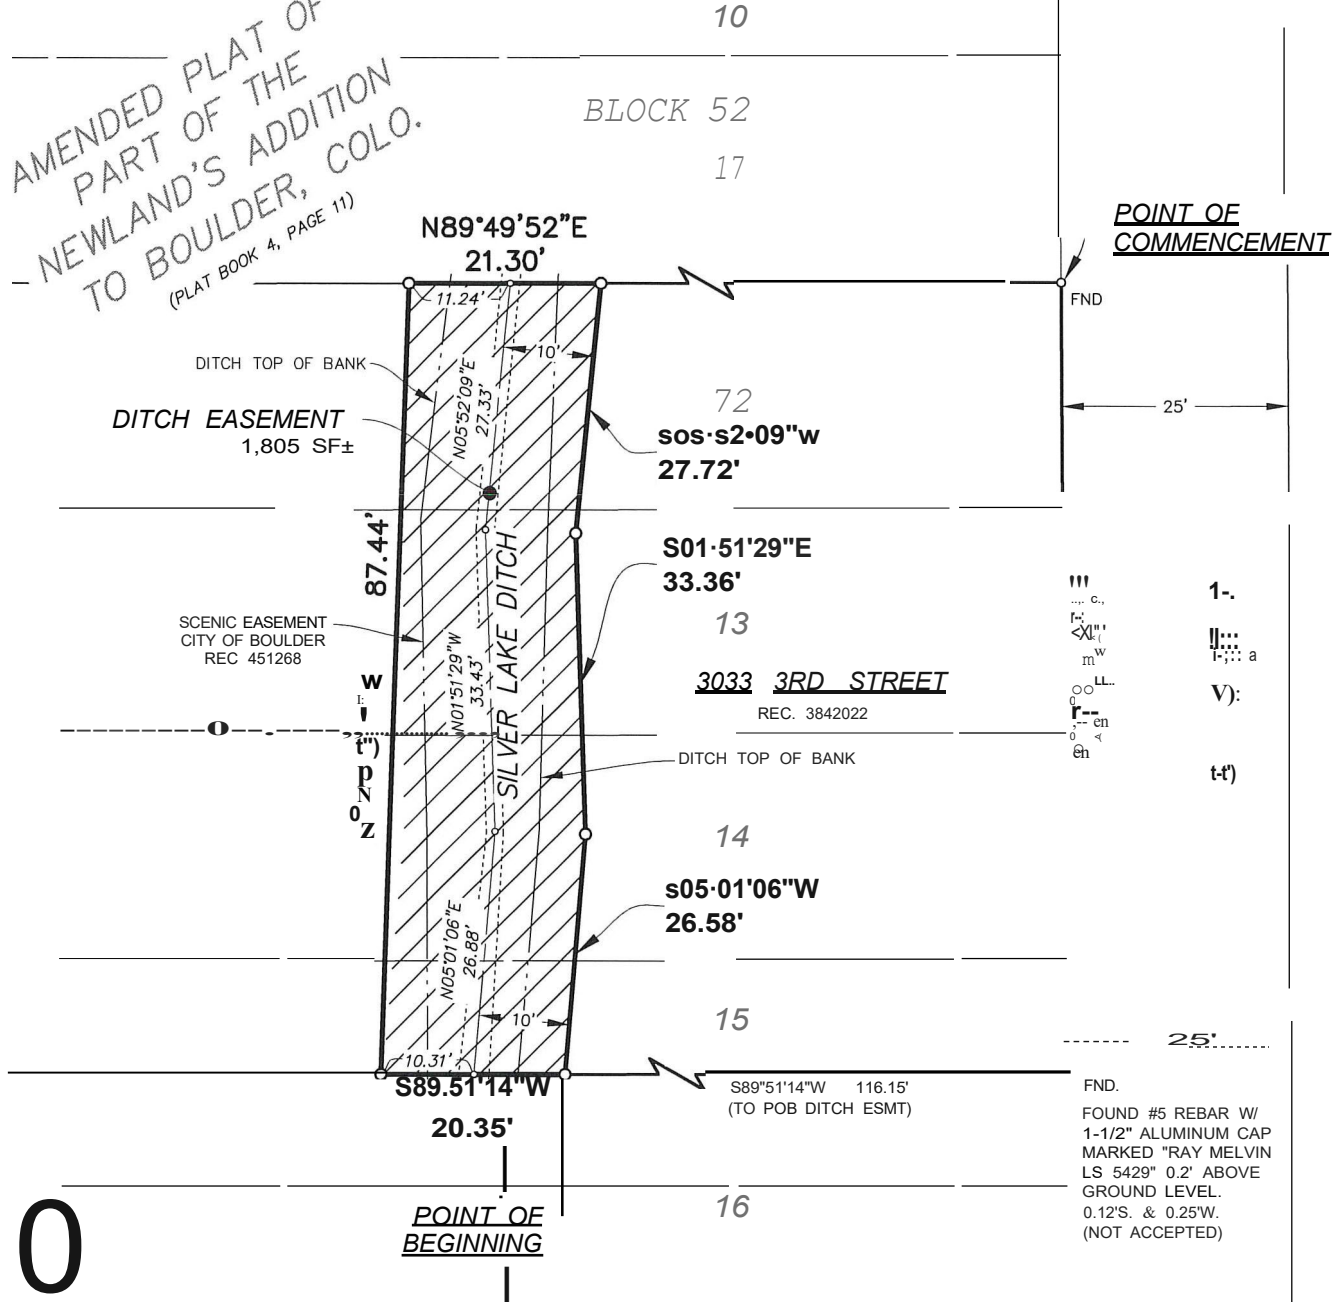 10
AMENDED PLAT OF
PART OF THE
NEWLAND'S ADDITION
TO BOULDER, COLO.
(PLAT BOOK 4, PAGE 11)
BLOCK 52
17
POINT OF
COMMENCEMENT
N89°49'52"E
21.30'
11.24'
FND
10'
DITCH TOP OF BANK
N05°52'09"E
27.33'
72
25'
DITCH EASEMENT
1,805 SF±
sos·s2•09"w
27.72'
87.44'
S01·51'29"E
33.36'
SILVER LAKE DITCH
SCENIC EASEMENT
CITY OF BOULDER
REC 451268
13
N01°51'29"W
33.43'
3033 3RD STREET
REC. 3842022
DITCH TOP OF BANK
14
s05·01'06"W
26.58'
N05°01'06"E
26.88'
10'
15
25'
10.31'
S89.51'14"W
20.35'
S89"51'14"W 116.15'
(TO POB DITCH ESMT)
FND.
FOUND #5 REBAR W/
1-1/2" ALUMINUM CAP
MARKED "RAY MELVIN
LS 5429" 0.2' ABOVE
GROUND LEVEL.
0.12'S. & 0.25'W.
(NOT ACCEPTED)
16
POINT OF
BEGINNING
0